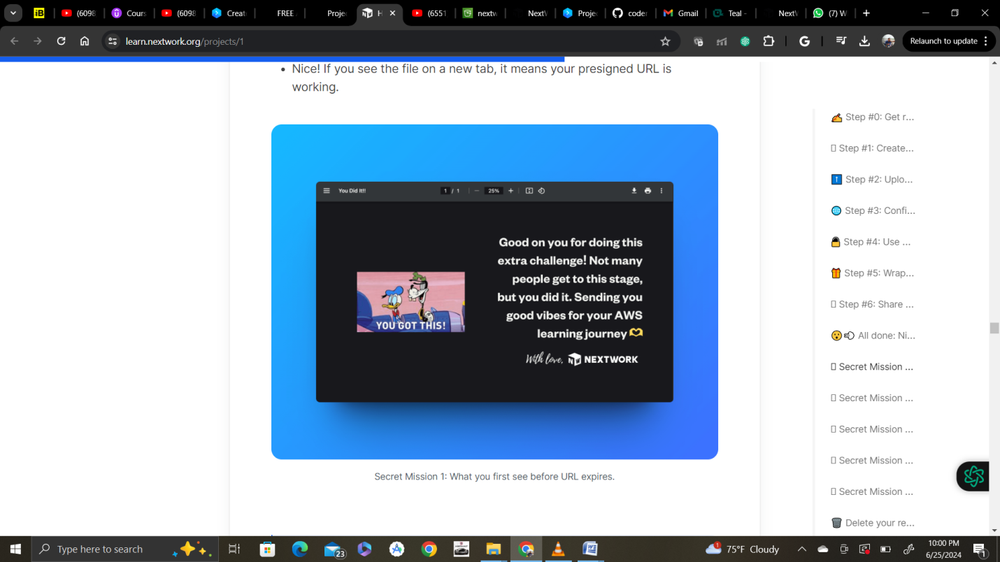 (6098
Cours
(6098
Creat
FREE
Proje
H
(6551
nextw
NextV
Proje
coder
Gmail
Teal -
NextV
(7) W
learn.nextwork.org/projects/1
Relaunch to update
• Nice! If you see the file on a new tab, it means your presigned URL is
working.
You Did It!!
1 / 1
25%
Good on you for doing this
extra challenge! Not many
people get to this stage,
but you did it. Sending you
good vibes for your AWS
learning journey 🫶
YOU GOT THIS!
With love, NEXTWORK
Secret Mission 1: What you first see before URL expires.
✍️ Step #0: Get r...
Step #1: Create...
⬆️ Step #2: Uplo...
🌐 Step #3: Confi...
🔒 Step #4: Use ...
🎁 Step #5: Wrap...
Step #6: Share ...
😮‍💨 All done: Ni...
Secret Mission ...
Secret Mission ...
Secret Mission ...
Secret Mission ...
Secret Mission ...
🗑️ Delete your re...
Type here to search
23
1
75°F Cloudy
10:00 PM
6/25/2024
1